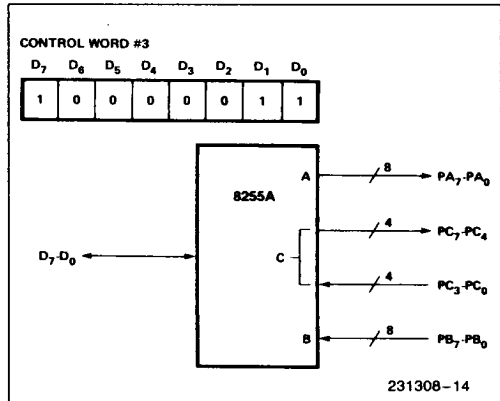 CONTROL WORD #3
D7 D6 D5 D4 D3 D2 D1 D0
1 0 0 0 0 0 1 1
8255A
A
8
PA7-PA0
4
PC7-PC4
D7-D0
C
4
PC3-PC0
B
8
PB7-PB0
231308-14